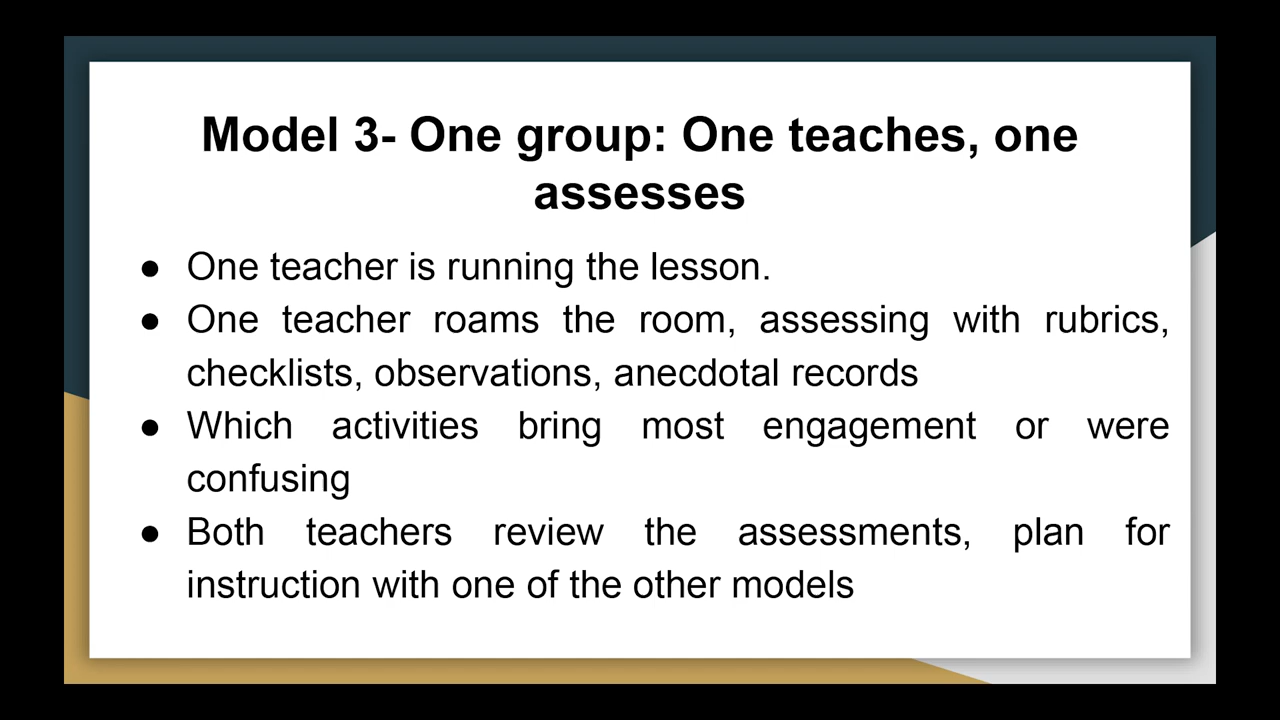 Model 3- One group: One teaches, one
assesses
● One teacher is running the lesson.
● One teacher roams the room, assessing with rubrics,
checklists, observations, anecdotal records
● Which activities bring most engagement or were
confusing
● Both teachers review the assessments, plan for
instruction with one of the other models